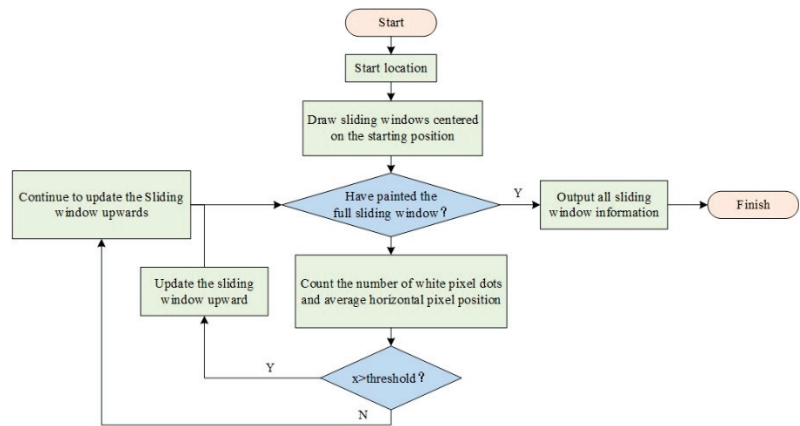 Start
Start location
Draw sliding windows centered
on the starting position
Continue to update the Sliding
window upwards
Have painted the
full sliding window?
Y
Output all sliding
window information
Finish
Update the sliding
window upward
Count the number of white pixel dots
and average horizontal pixel position
Y
x>threshold?
N